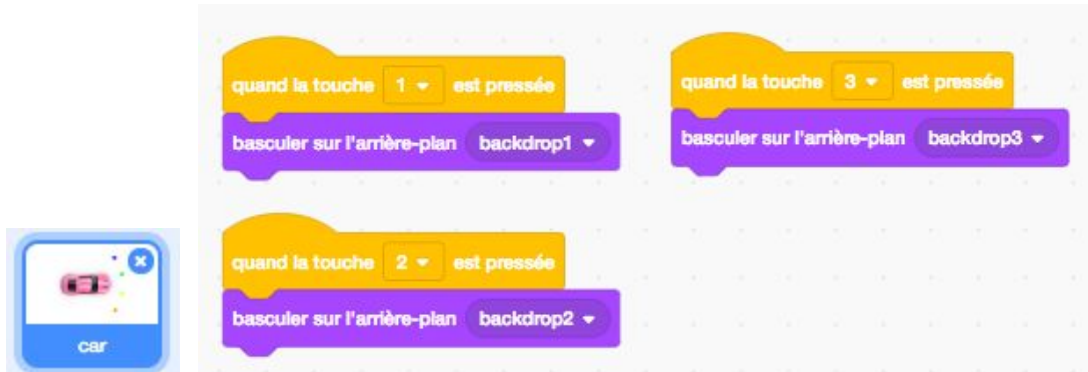 quand la touche 1 est pressée
basculer sur l'arrière-plan backdrop1
quand la touche 3 est pressée
basculer sur l'arrière-plan backdrop3
quand la touche 2 est pressée
basculer sur l'arrière-plan backdrop2
car